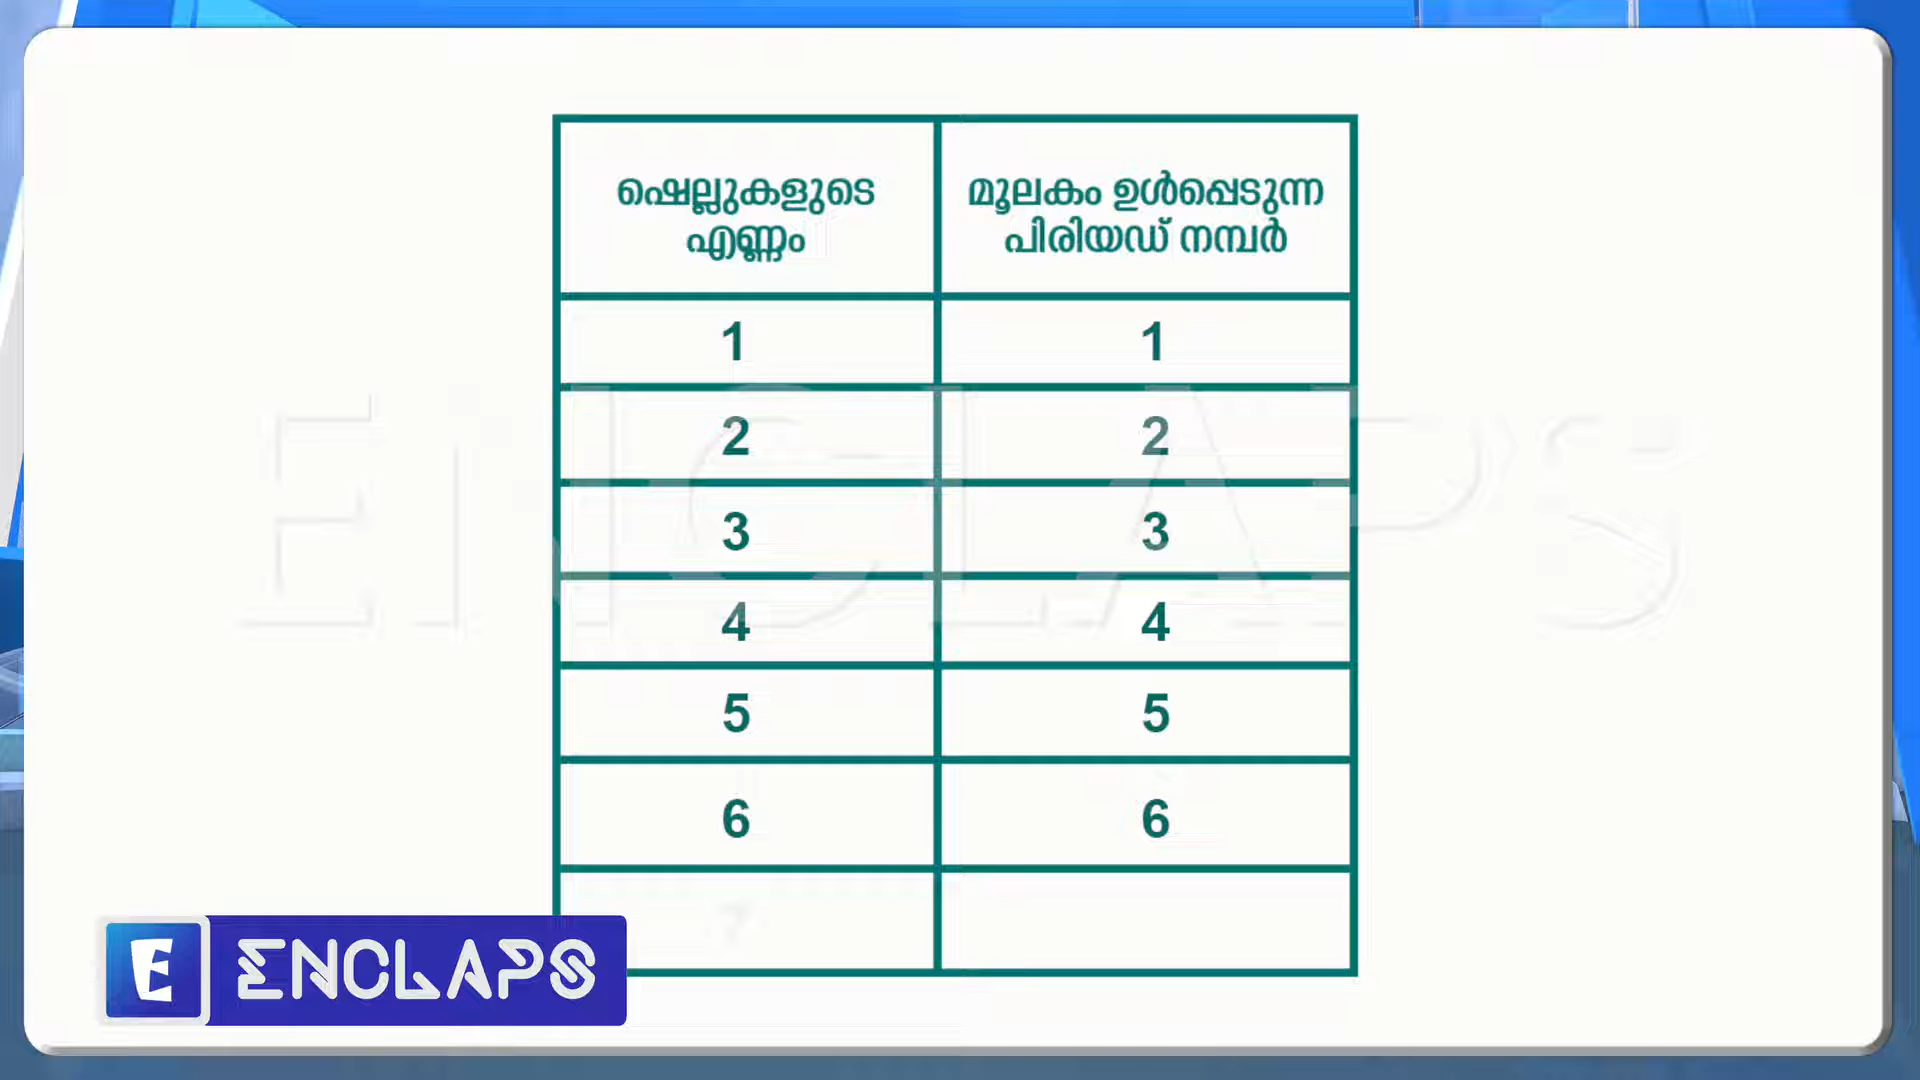 ഷെല്ലുകളുടെ
എണ്ണം
മൂലകം ഉൾപ്പെടുന്ന
പിരിയഡ് നമ്പർ
1 1
2 2
3 3
4 4
5 5
6 6
ENCLAPS
E ENCLAPS